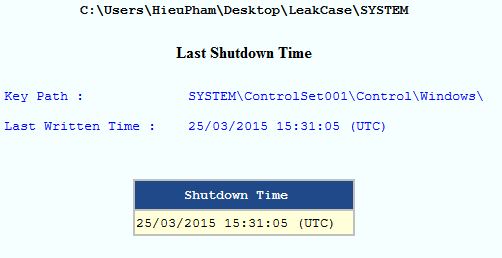 C:\Users\HieuPham\Desktop\LeakCase\SYSTEM
Last Shutdown Time
Key Path : SYSTEM\ControlSet001\Control\Windows\
Last Written Time : 25/03/2015 15:31:05 (UTC)
Shutdown Time
25/03/2015 15:31:05 (UTC)